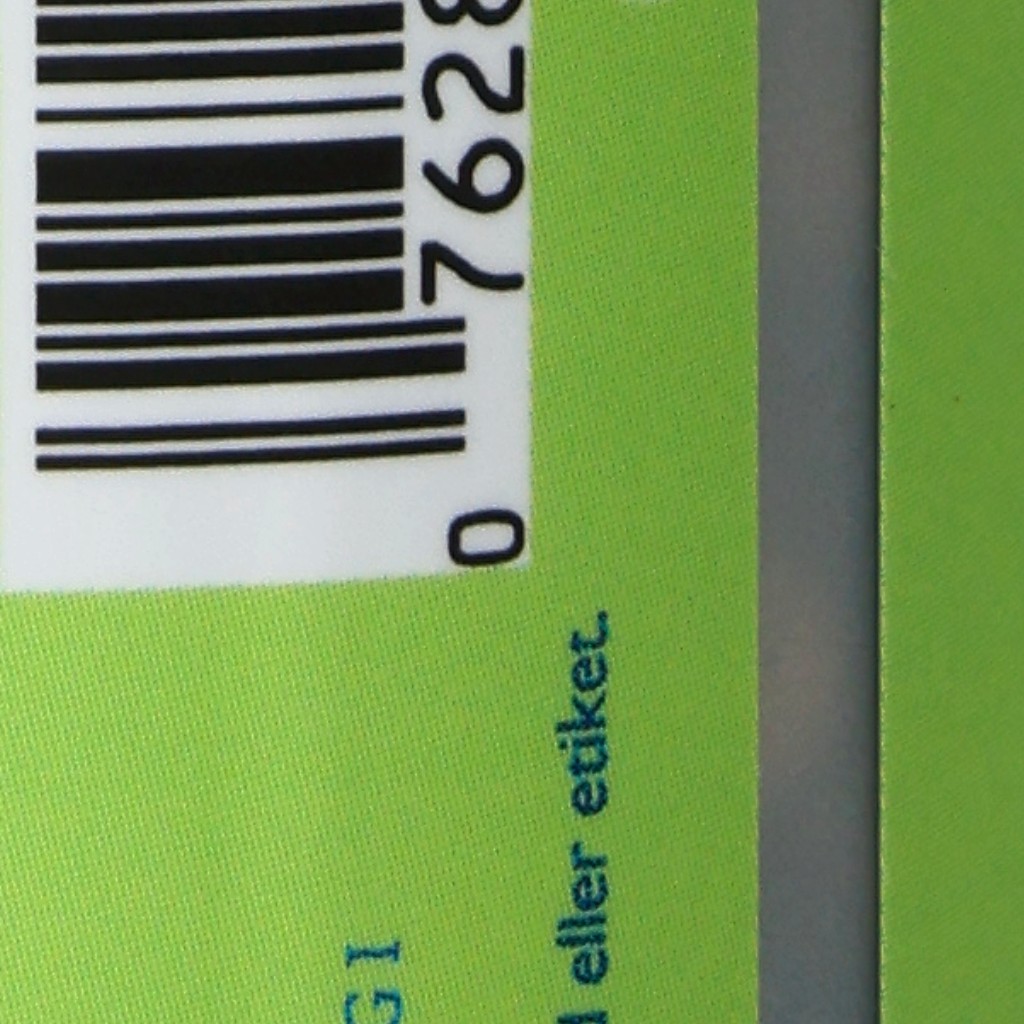 0 7628
G I
eller etiket.